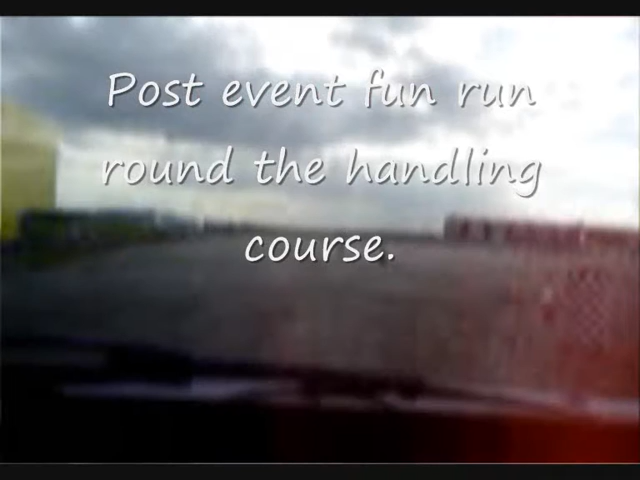 Post event fun run
round the handling
course.